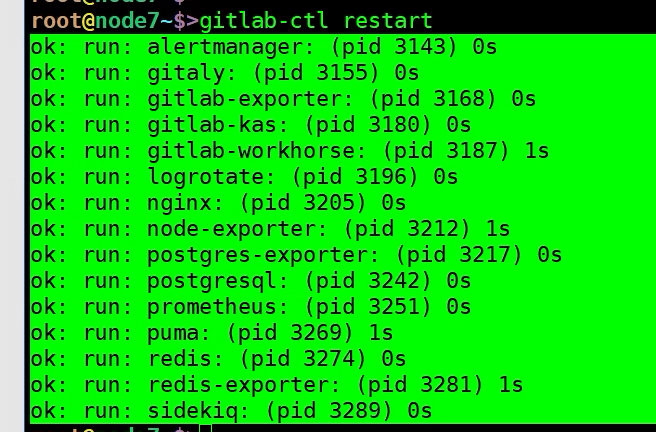 root@node7~$>gitlab-ctl restart
ok: run: alertmanager: (pid 3143) 0s
ok: run: gitaly: (pid 3155) 0s
ok: run: gitlab-exporter: (pid 3168) 0s
ok: run: gitlab-kas: (pid 3180) 0s
ok: run: gitlab-workhorse: (pid 3187) 1s
ok: run: logrotate: (pid 3196) 0s
ok: run: nginx: (pid 3205) 0s
ok: run: node-exporter: (pid 3212) 1s
ok: run: postgres-exporter: (pid 3217) 0s
ok: run: postgresql: (pid 3242) 0s
ok: run: prometheus: (pid 3251) 0s
ok: run: puma: (pid 3269) 1s
ok: run: redis: (pid 3274) 0s
ok: run: redis-exporter: (pid 3281) 1s
ok: run: sidekiq: (pid 3289) 0s